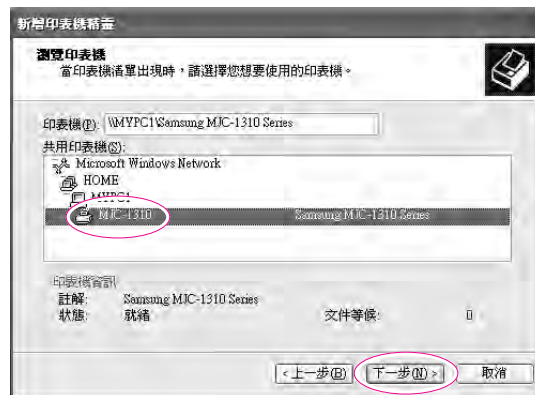 新增印表機精靈
瀏覽印表機
當印表機清單出現時,請選擇您想要使用的印表機。
印表機(P): \\MYPC1\Samsung MJC-1310 Series
共用印表機(S):
Microsoft Windows Network
HOME
MYPC1
MJC-1310 Samsung MJC-1310 Series
印表機資訊
註解: Samsung MJC-1310 Series
狀態: 就緒 文件等候: 0
<上一步(B) 下一步(N)> 取消